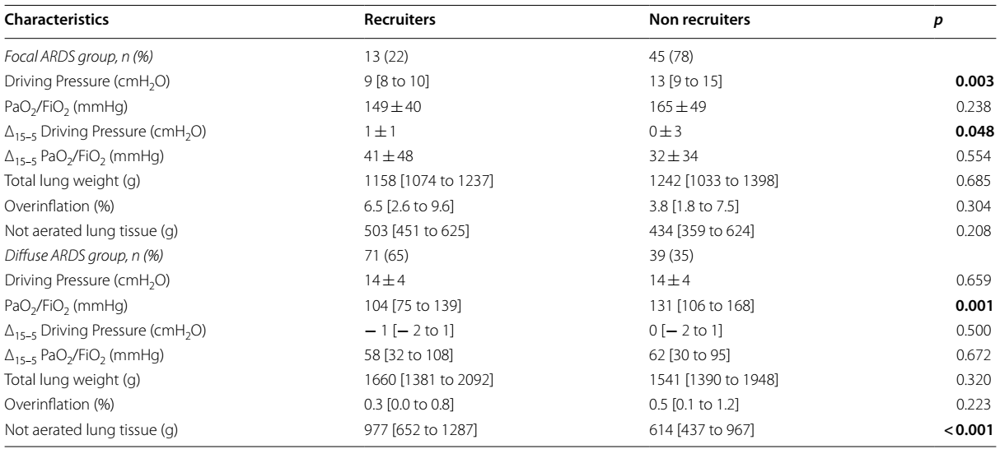 Characteristics Recruiters Non recruiters p
Focal ARDS group, n (%) 13 (22) 45 (78)
Driving Pressure (cmH₂O) 9 [8 to 10] 13 [9 to 15] 0.003
PaO₂/FiO₂ (mmHg) 149 ± 40 165 ± 49 0.238
Δ₁₅₋₅ Driving Pressure (cmH₂O) 1 ± 1 0 ± 3 0.048
Δ₁₅₋₅ PaO₂/FiO₂ (mmHg) 41 ± 48 32 ± 34 0.554
Total lung weight (g) 1158 [1074 to 1237] 1242 [1033 to 1398] 0.685
Overinflation (%) 6.5 [2.6 to 9.6] 3.8 [1.8 to 7.5] 0.304
Not aerated lung tissue (g) 503 [451 to 625] 434 [359 to 624] 0.208
Diffuse ARDS group, n (%) 71 (65) 39 (35)
Driving Pressure (cmH₂O) 14 ± 4 14 ± 4 0.659
PaO₂/FiO₂ (mmHg) 104 [75 to 139] 131 [106 to 168] 0.001
Δ₁₅₋₅ Driving Pressure (cmH₂O) − 1 [− 2 to 1] 0 [− 2 to 1] 0.500
Δ₁₅₋₅ PaO₂/FiO₂ (mmHg) 58 [32 to 108] 62 [30 to 95] 0.672
Total lung weight (g) 1660 [1381 to 2092] 1541 [1390 to 1948] 0.320
Overinflation (%) 0.3 [0.0 to 0.8] 0.5 [0.1 to 1.2] 0.223
Not aerated lung tissue (g) 977 [652 to 1287] 614 [437 to 967] < 0.001